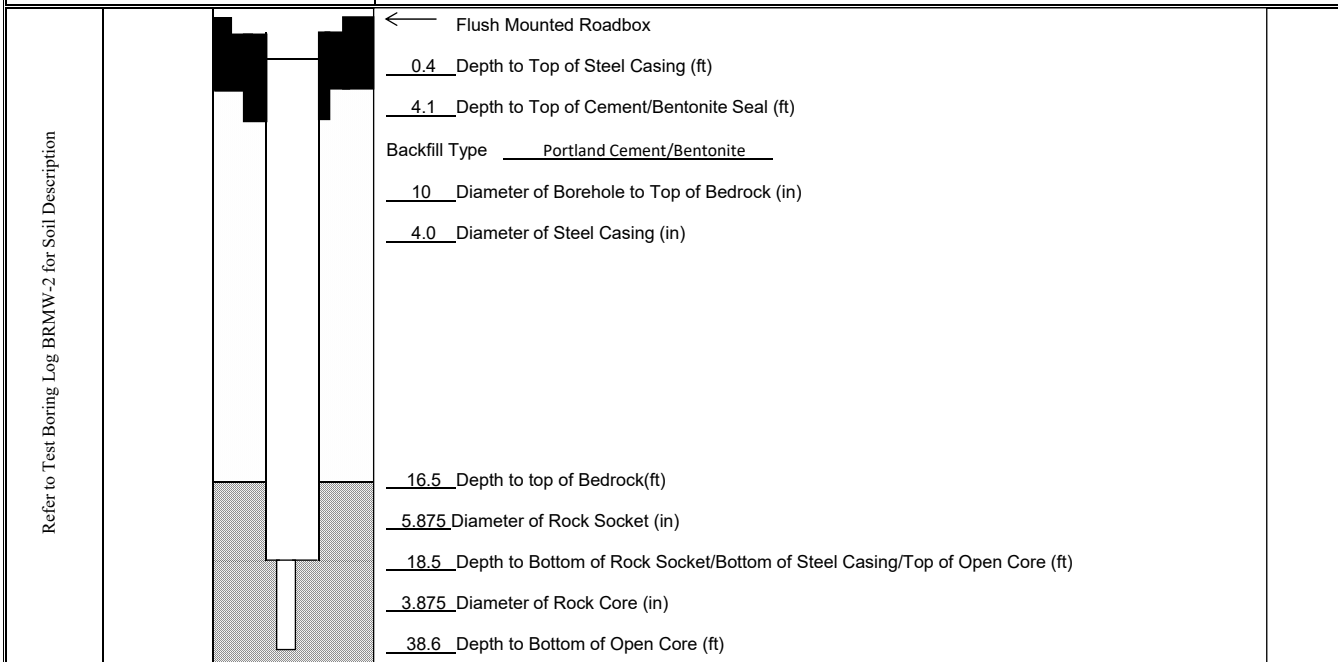 Refer to Test Boring Log BRMW-2 for Soil Description
Flush Mounted Roadbox
0.4 Depth to Top of Steel Casing (ft)
4.1 Depth to Top of Cement/Bentonite Seal (ft)
Backfill Type Portland Cement/Bentonite
10 Diameter of Borehole to Top of Bedrock (in)
4.0 Diameter of Steel Casing (in)
16.5 Depth to top of Bedrock(ft)
5.875 Diameter of Rock Socket (in)
18.5 Depth to Bottom of Rock Socket/Bottom of Steel Casing/Top of Open Core (ft)
3.875 Diameter of Rock Core (in)
38.6 Depth to Bottom of Open Core (ft)